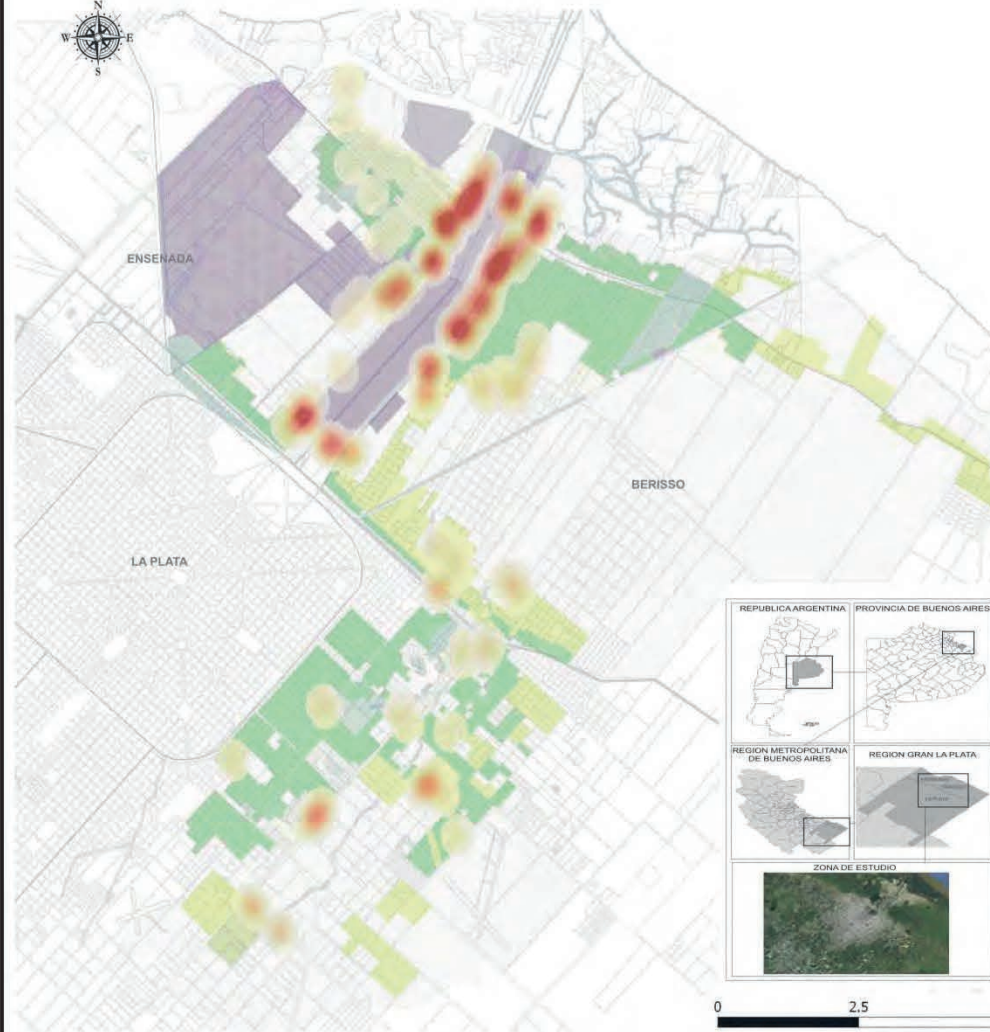 N
W E
S
ENSENADA
BERISSO
LA PLATA
REPUBLICA ARGENTINA
PROVINCIA DE BUENOS AIRES
REGION METROPOLITANA
DE BUENOS AIRES
REGION GRAN LA PLATA
ZONA DE ESTUDIO
0 2.5